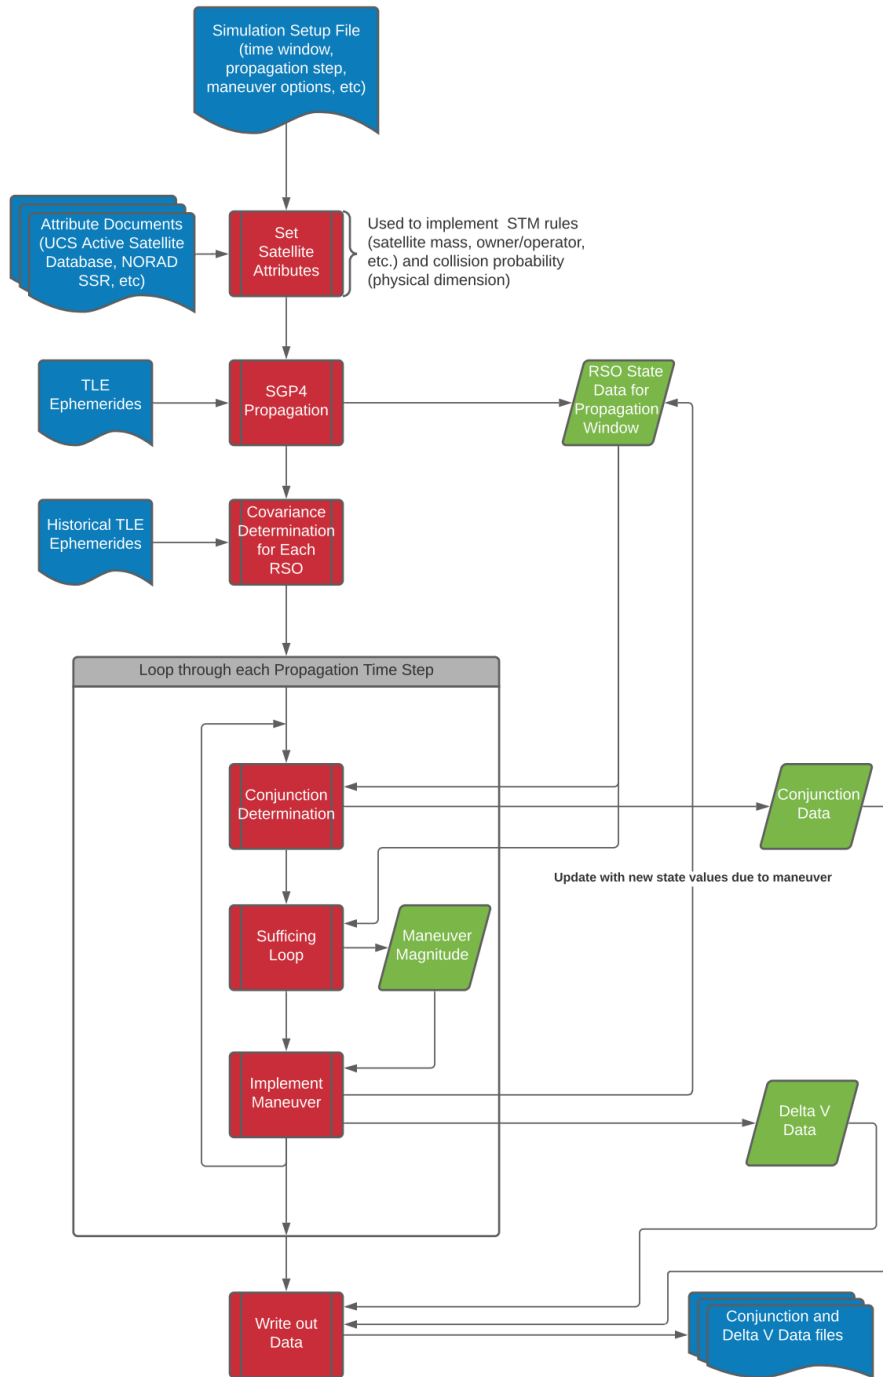 Simulation Setup File
(time window,
propagation step,
maneuver options, etc)
Attribute Documents
(UCS Active Satellite
Database, NORAD
SSR, etc)
Set
Satellite
Attributes
Used to implement STM rules
(satellite mass, owner/operator,
etc.) and collision probability
(physical dimension)
TLE
Ephemerides
SGP4
Propagation
RSO State
Data for
Propagation
Window
Historical TLE
Ephemerides
Covariance
Determination
for Each
RSO
Loop through each Propagation Time Step
Conjunction
Determination
Conjunction
Data
Update with new state values due to maneuver
Sufficing
Loop
Maneuver
Magnitude
Implement
Maneuver
Delta V
Data
Write out
Data
Conjunction and
Delta V Data files